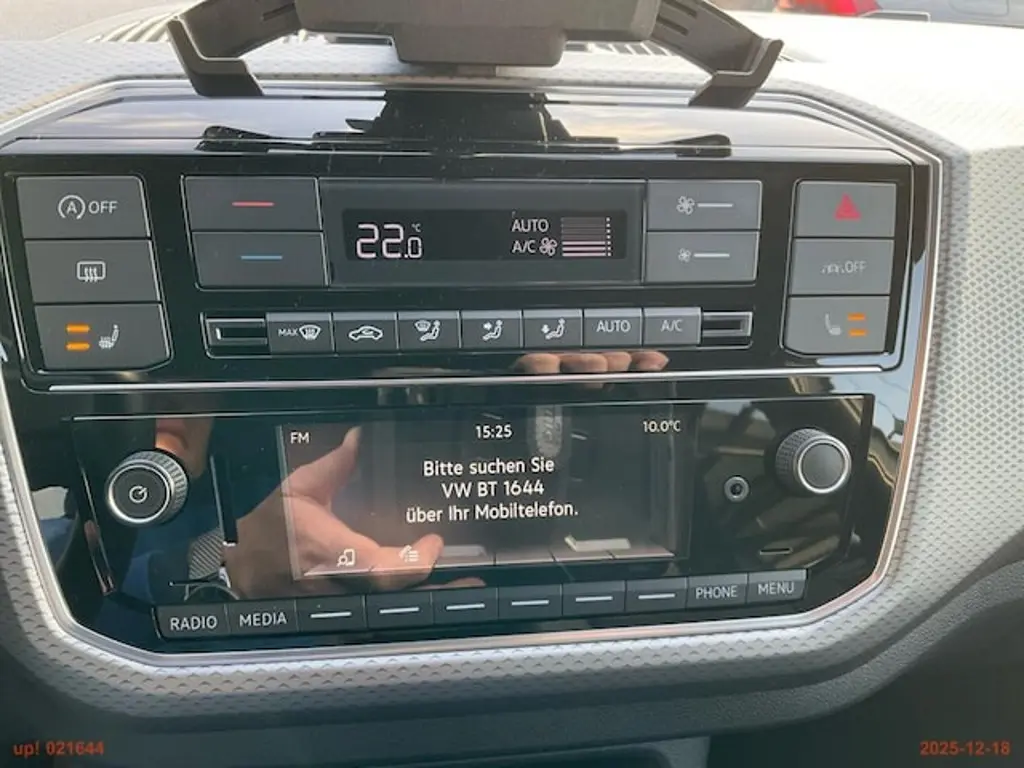 OFF
22.0 °C
AUTO
A/C
OFF
MAX
AUTO
A/C
FM
15:25
10.0°C
Bitte suchen Sie
VW BT 1644
über Ihr Mobiltelefon.
RADIO
MEDIA
PHONE
MENU
up! 021644
2025-12-18